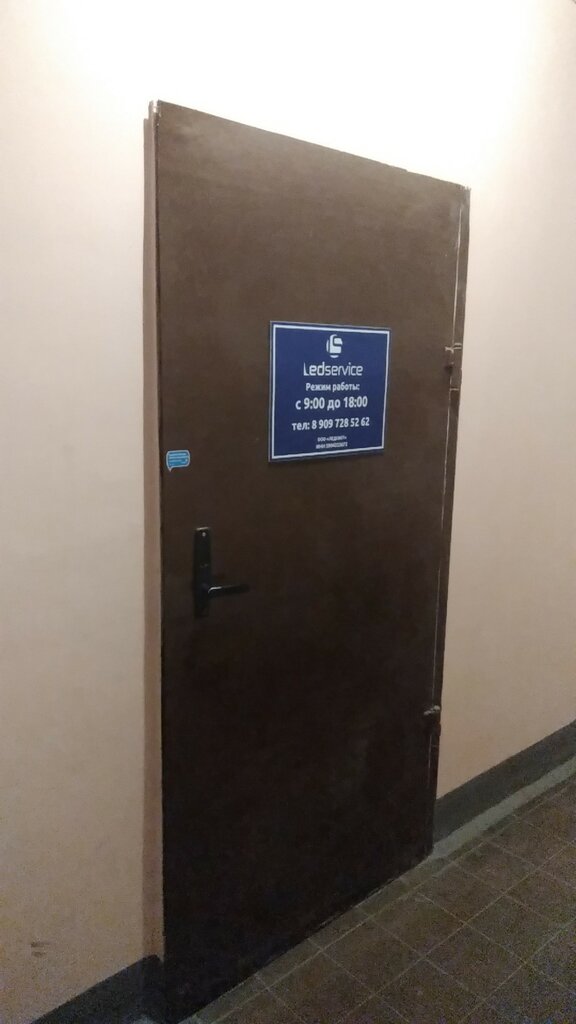 Ledservice
Режим работы:
с 9:00 до 18:00
тел: 8 909 728 52 62